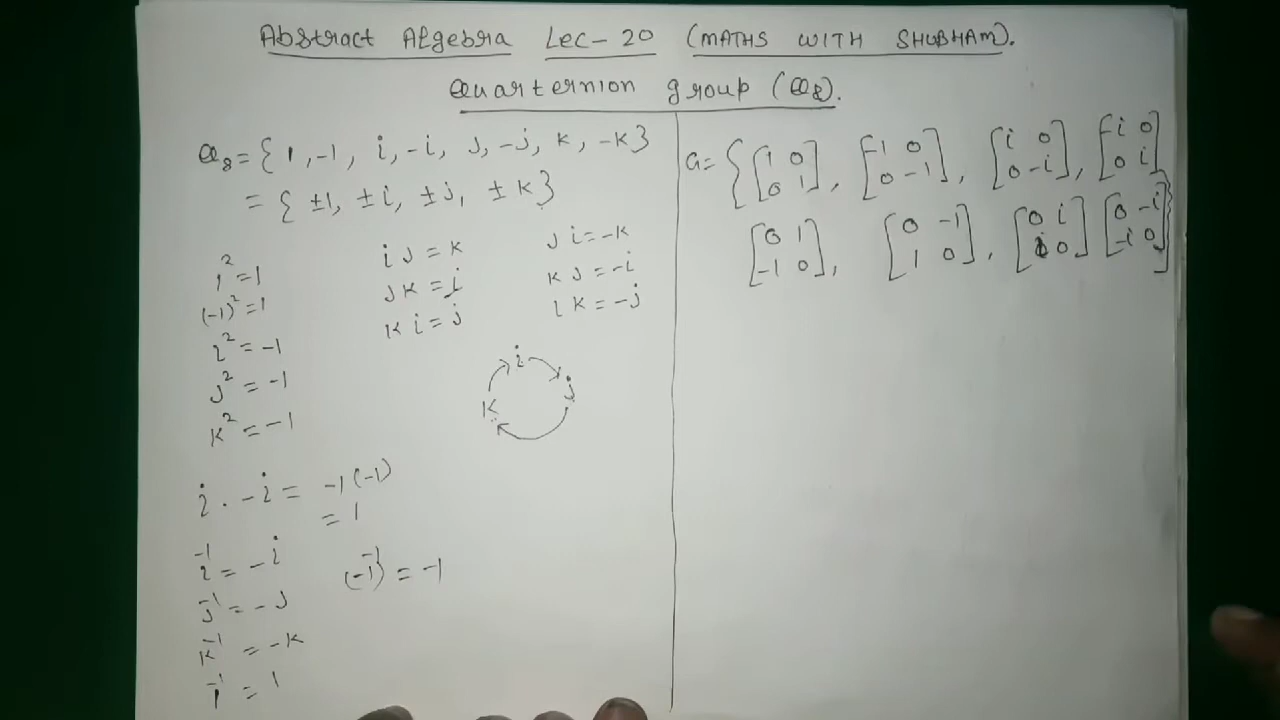 Abstract Algebra Lec-20 (MATHS WITH SHUBHAM).
Quarternion group (Q8).
Q8 = {1, -1, i, -i, j, -j, k, -k}
= {±1, ±i, ±j, ±k}
1² = 1
(-1)² = 1
i² = -1
j² = -1
k² = -1
ij = k
jk = i
ki = j
ji = -k
kj = -i
ik = -j
i
j
k
i . -i = -1(-1)
= 1
i⁻¹ = -i
(-1)⁻¹ = -1
j⁻¹ = -j
k⁻¹ = -k
1⁻¹ = 1
G = { [1 0; 0 1], [-1 0; 0 -1], [i 0; 0 -i], [-i 0; 0 i]
[0 1; -1 0], [0 -1; 1 0], [0 i; i 0] [0 -i; -i 0] }